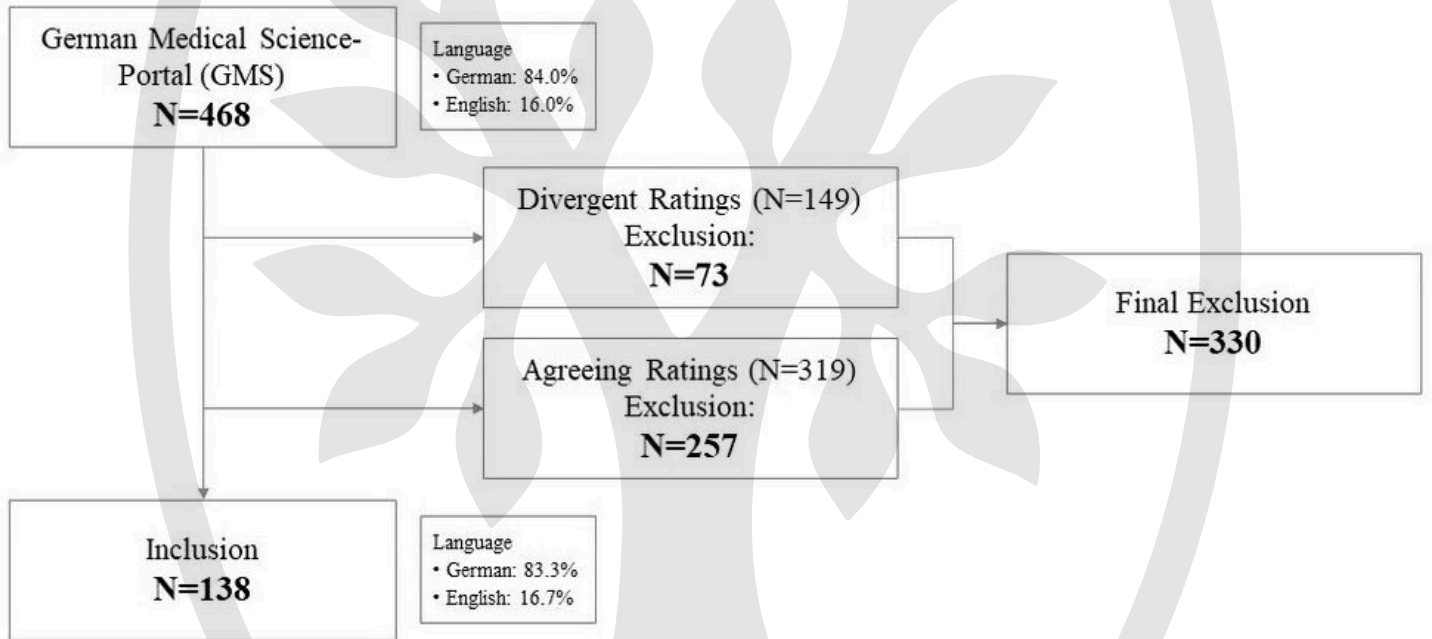 German Medical Science-
Portal (GMS)
N=468
Language
• German: 84.0%
• English: 16.0%
Divergent Ratings (N=149)
Exclusion:
N=73
Agreeing Ratings (N=319)
Exclusion:
N=257
Final Exclusion
N=330
Inclusion
N=138
Language
• German: 83.3%
• English: 16.7%